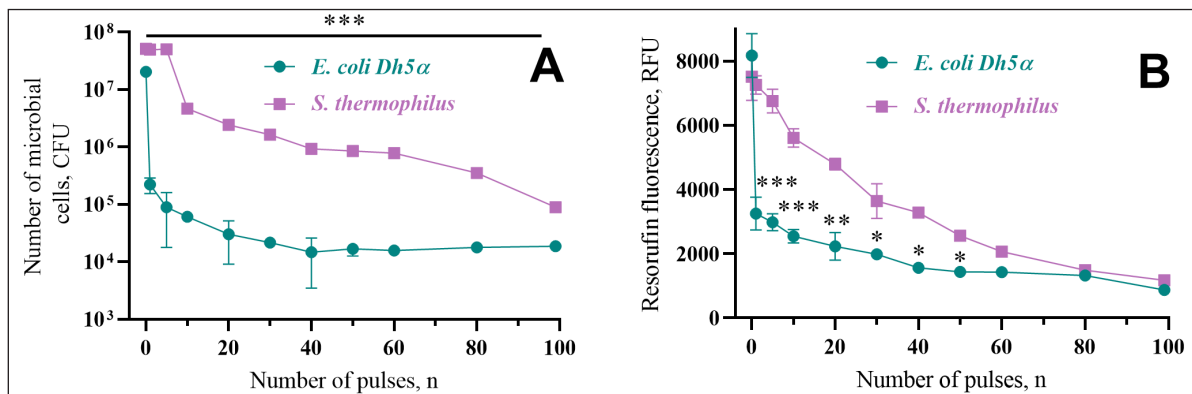 ***
A
E. coli Dh5α
S. thermophilus
10⁸
10⁷
10⁶
10⁵
10⁴
10³
Number of microbial
cells, CFU
0 20 40 60 80 100
Number of pulses, n
B
E. coli Dh5α
S. thermophilus
8000
6000
4000
2000
0
Resorufin fluorescence, RFU
***
***
**
*
*
*
0 20 40 60 80 100
Number of pulses, n